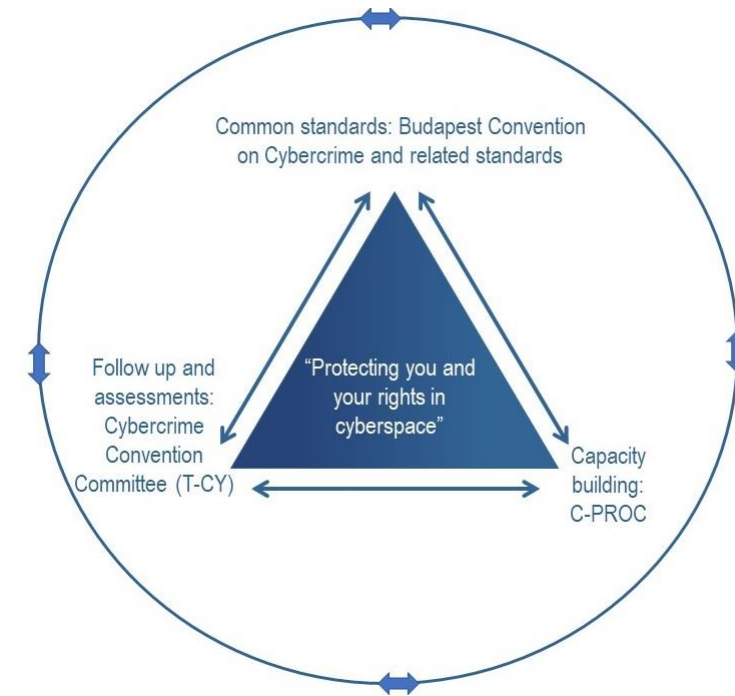 Common standards: Budapest Convention
on Cybercrime and related standards
Follow up and
assessments:
Cybercrime
Convention
Committee (T-CY)
“Protecting you and
your rights in
cyberspace”
Capacity
building:
C-PROC